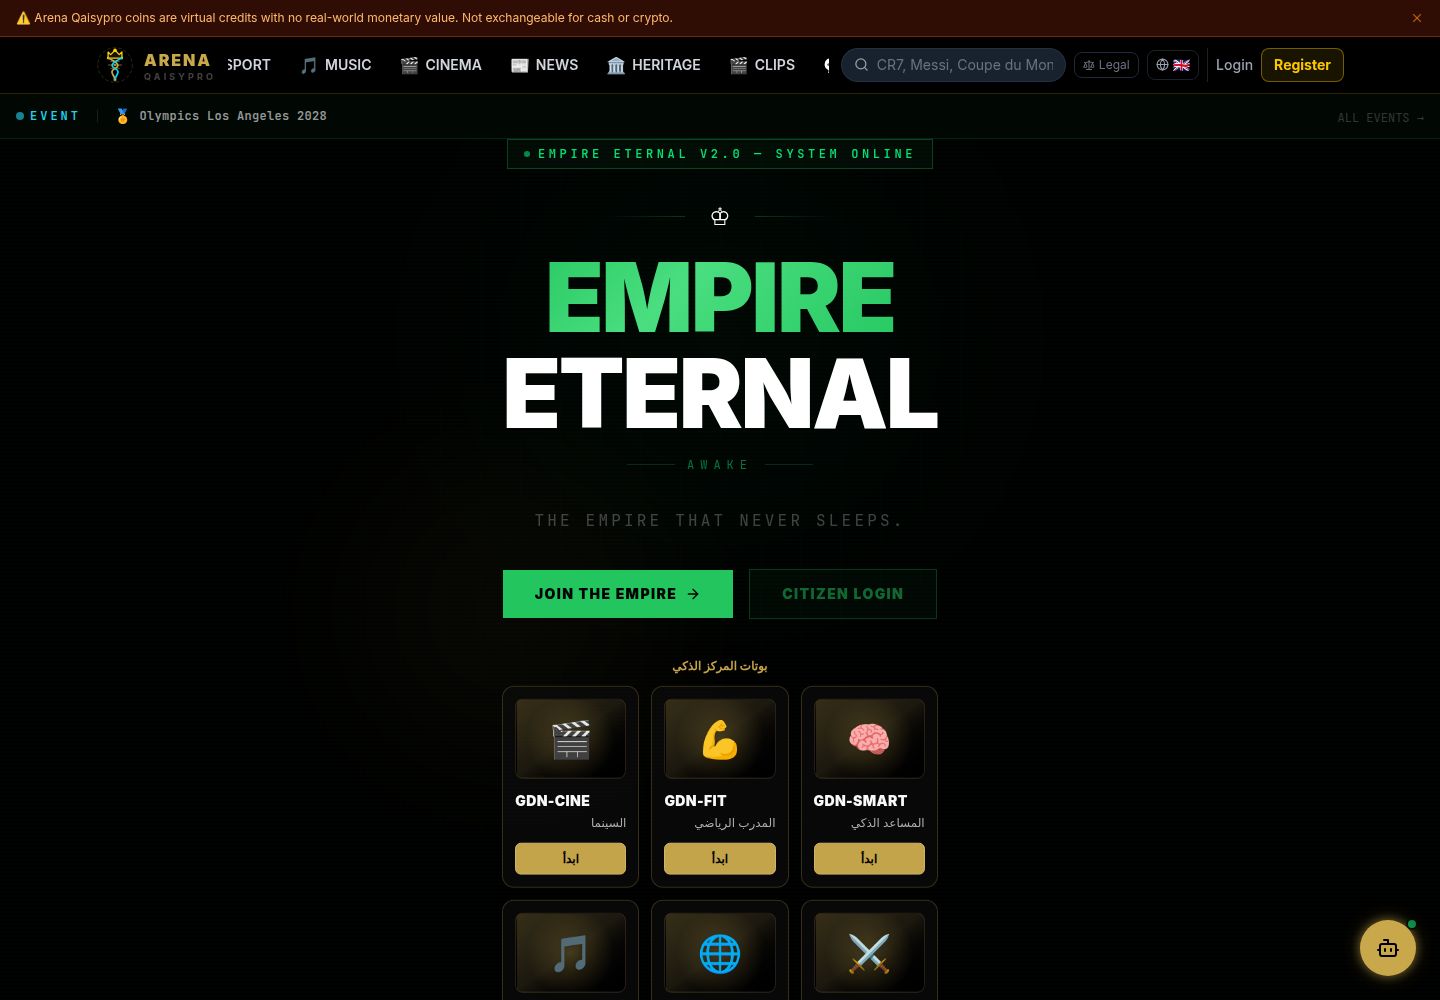 ⚠️ Arena Qaisypro coins are virtual credits with no real-world monetary value. Not exchangeable for cash or crypto.
ARENA
QAISYPRO
SPORT
MUSIC
CINEMA
NEWS
HERITAGE
CLIPS
CR7, Messi, Coupe du Mon
Legal
Login
Register
EVENT
Olympics Los Angeles 2028
ALL EVENTS →
EMPIRE ETERNAL V2.0 — SYSTEM ONLINE
EMPIRE
ETERNAL
AWAKE
THE EMPIRE THAT NEVER SLEEPS.
JOIN THE EMPIRE →
CITIZEN LOGIN
بوتات المركز الذكي
GDN-CINE
السينما
ابدأ
GDN-FIT
المدرب الرياضي
ابدأ
GDN-SMART
المساعد الذكي
ابدأ